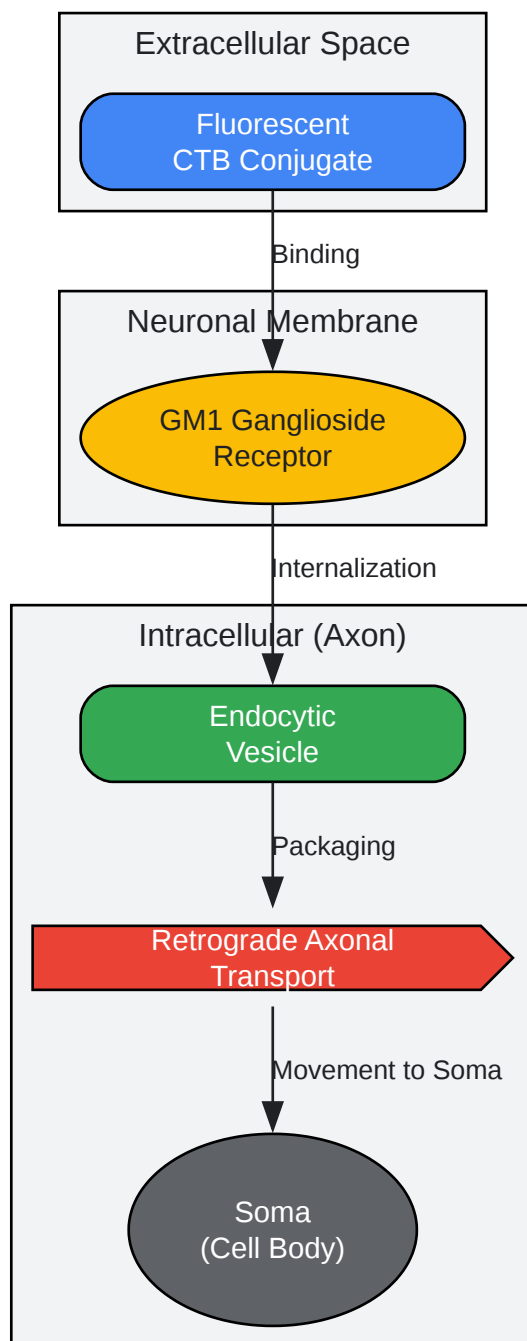 Extracellular Space
Fluorescent
CTB Conjugate
Binding
Neuronal Membrane
GM1 Ganglioside
Receptor
Internalization
Intracellular (Axon)
Endocytic
Vesicle
Packaging
Retrograde Axonal
Transport
Movement to Soma
Soma
(Cell Body)